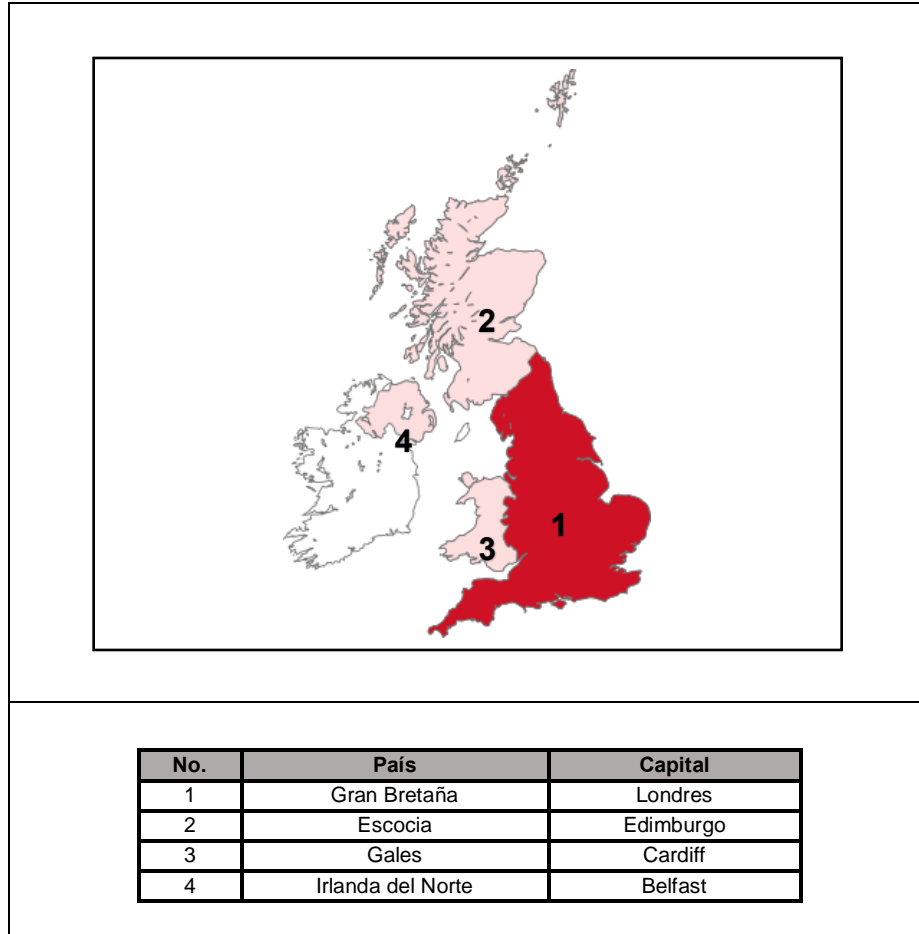 2
4
1
3
No. País Capital
1 Gran Bretaña Londres
2 Escocia Edimburgo
3 Gales Cardiff
4 Irlanda del Norte Belfast